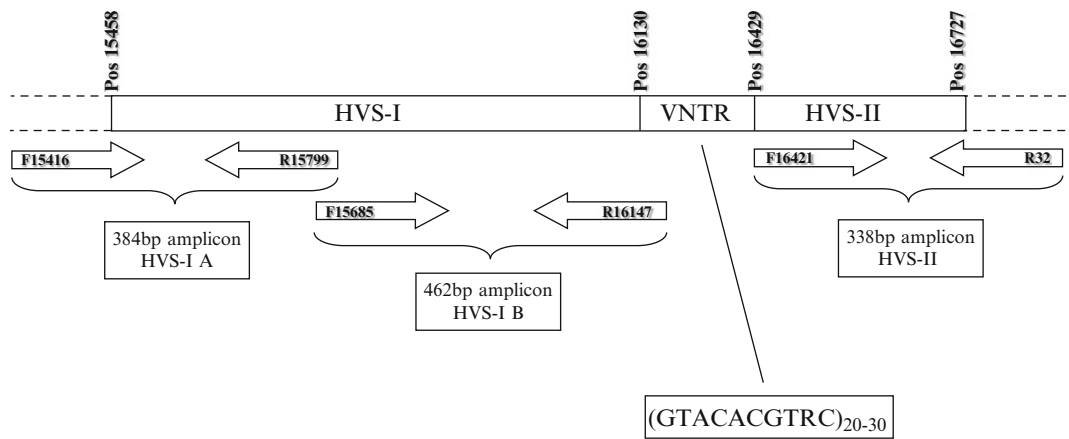 Pos 15458
Pos 16130
Pos 16429
Pos 16727
HVS-I
VNTR
HVS-II
F15416
R15799
F16421
R32
F15685
R16147
384bp amplicon
HVS-I A
338bp amplicon
HVS-II
462bp amplicon
HVS-I B
(GTACACGTRC)20-30